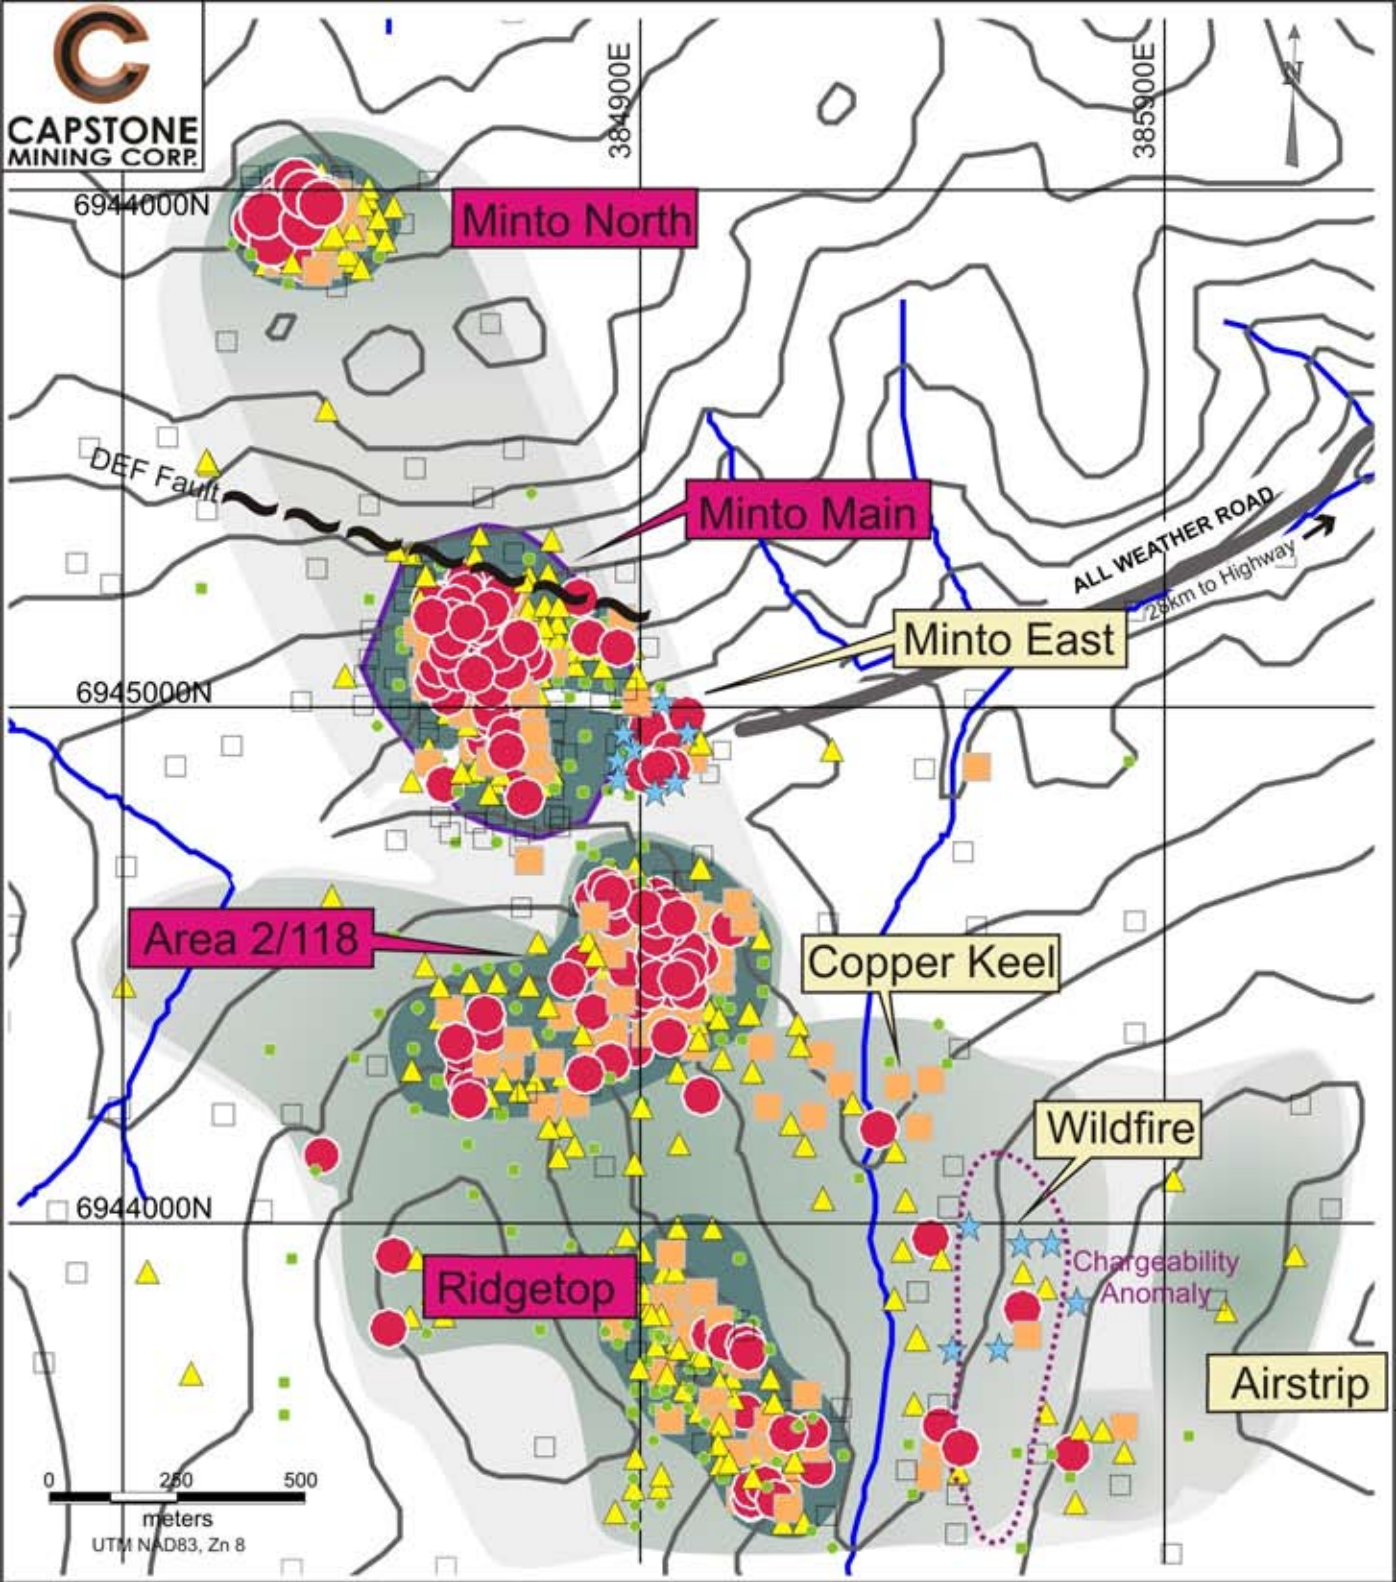 CAPSTONE
MINING CORP.
384900E
385900E
N
6944000N
Minto North
DEF Fault
Minto Main
ALL WEATHER ROAD
28km to Highway
Minto East
6945000N
Area 2/118
Copper Keel
Wildfire
6944000N
Chargeability
Anomaly
Ridgetop
Airstrip
0 250 500
meters
UTM NAD83, Zn 8